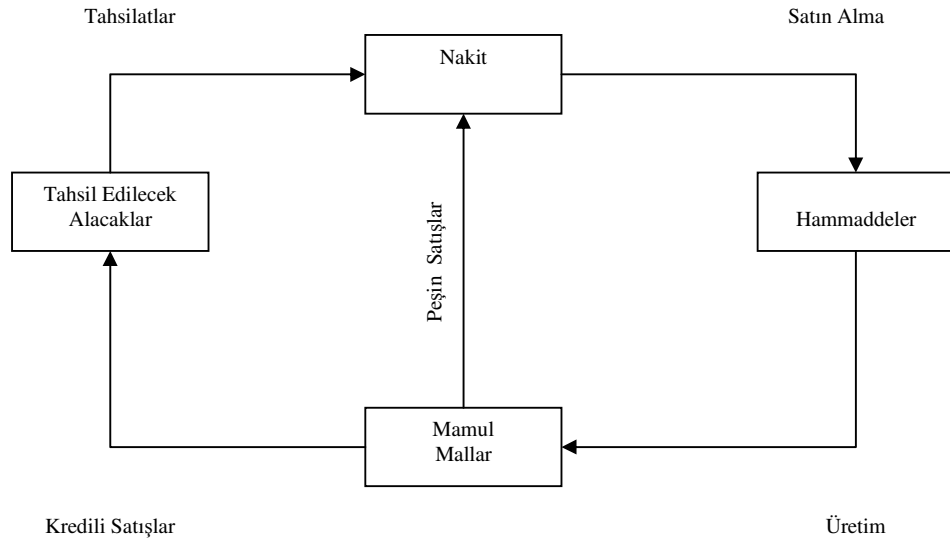 Tahsilatlar
Satın Alma
Nakit
Tahsil Edilecek
Alacaklar
Hammaddeler
Peşin Satışlar
Mamul
Mallar
Kredili Satışlar
Üretim